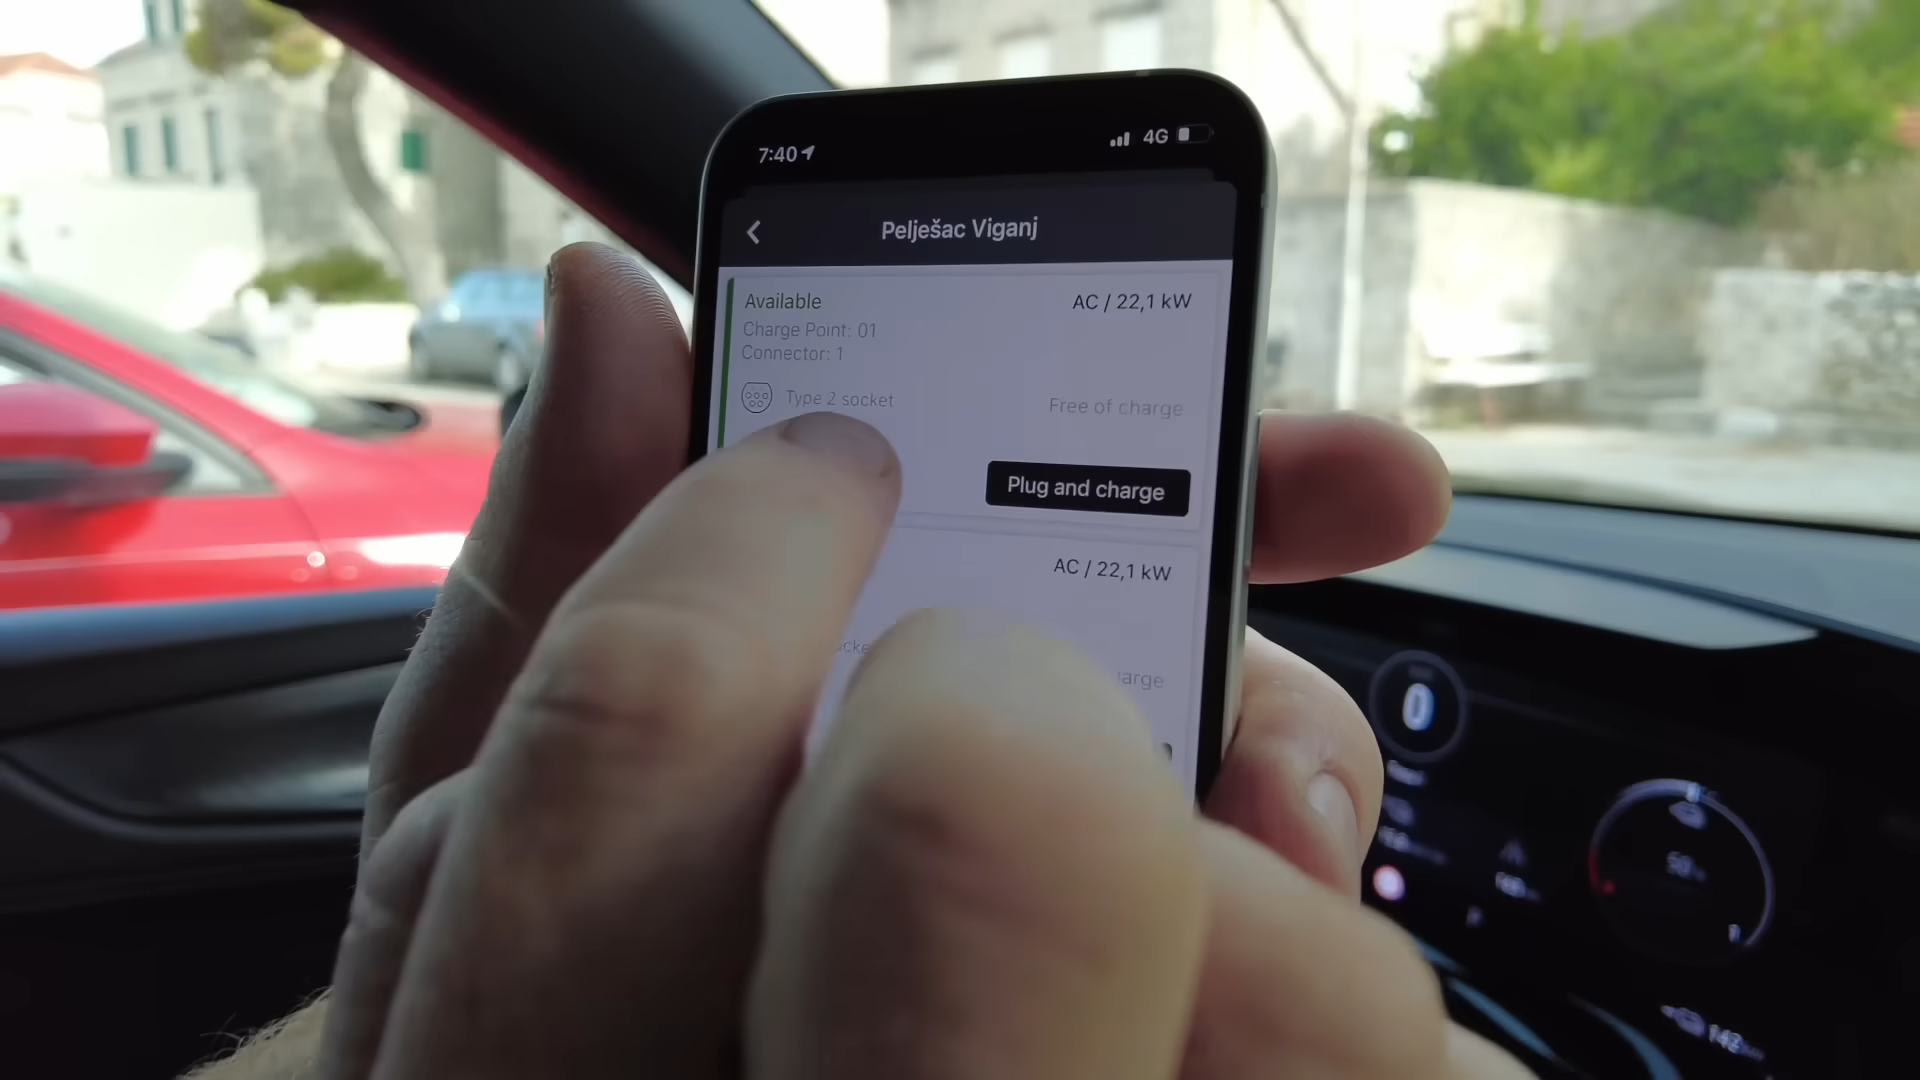 7:40
4G
Pelješac Viganj
Available
AC / 22,1 kW
Charge Point: 01
Connector: 1
Type 2 socket
Free of charge
Plug and charge
AC / 22,1 kW
0